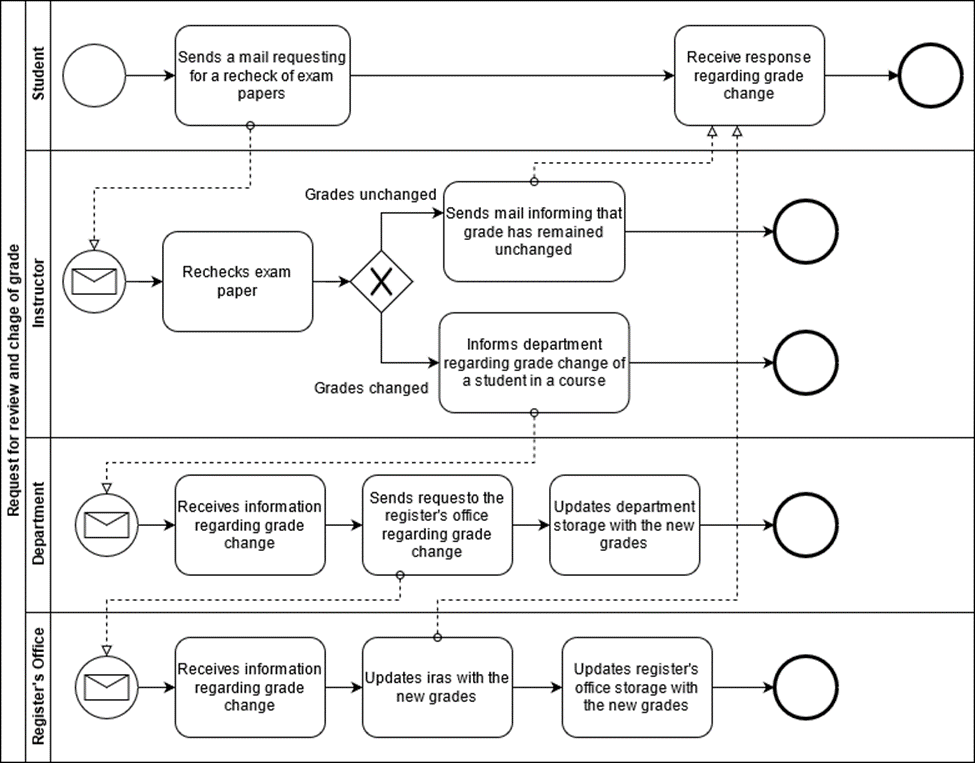 Request for review and chage of grade
Student
Sends a mail requesting
for a recheck of exam
papers
Receive response
regarding grade
change
Instructor
Rechecks exam
paper
Grades unchanged
Sends mail informing that
grade has remained
unchanged
Grades changed
Informs department
regarding grade change of
a student in a course
Department
Receives information
regarding grade
change
Sends requesto the
register's office
regarding grade
change
Updates department
storage with the new
grades
Register's Office
Receives information
regarding grade
change
Updates iras with the
new grades
Updates register's
office storage with
the new grades